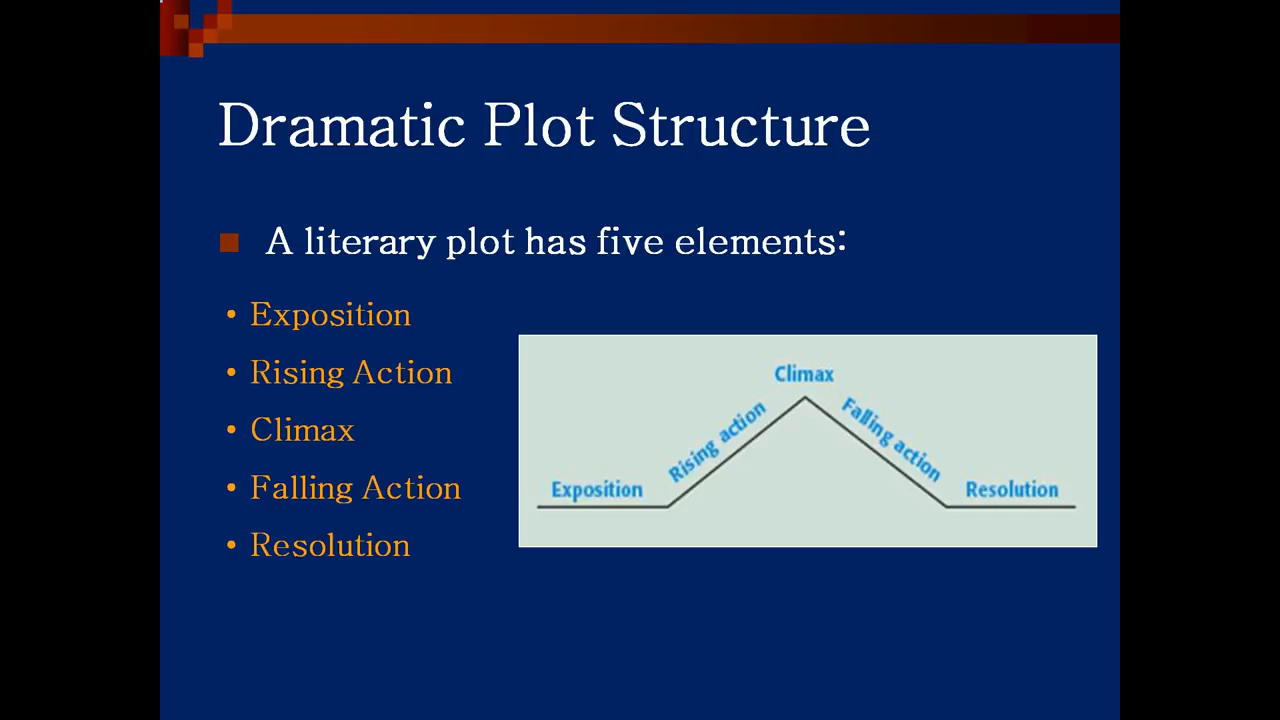 Dramatic Plot Structure
A literary plot has five elements:
• Exposition
• Rising Action
• Climax
• Falling Action
• Resolution
Climax
Rising action
Falling action
Exposition
Resolution